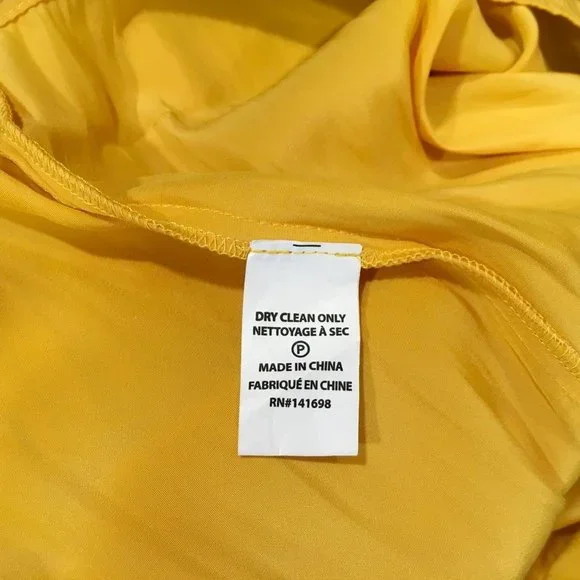 DRY CLEAN ONLY
NETTOYAGE À SEC
P
MADE IN CHINA
FABRIQUÉ EN CHINE
RN#141698